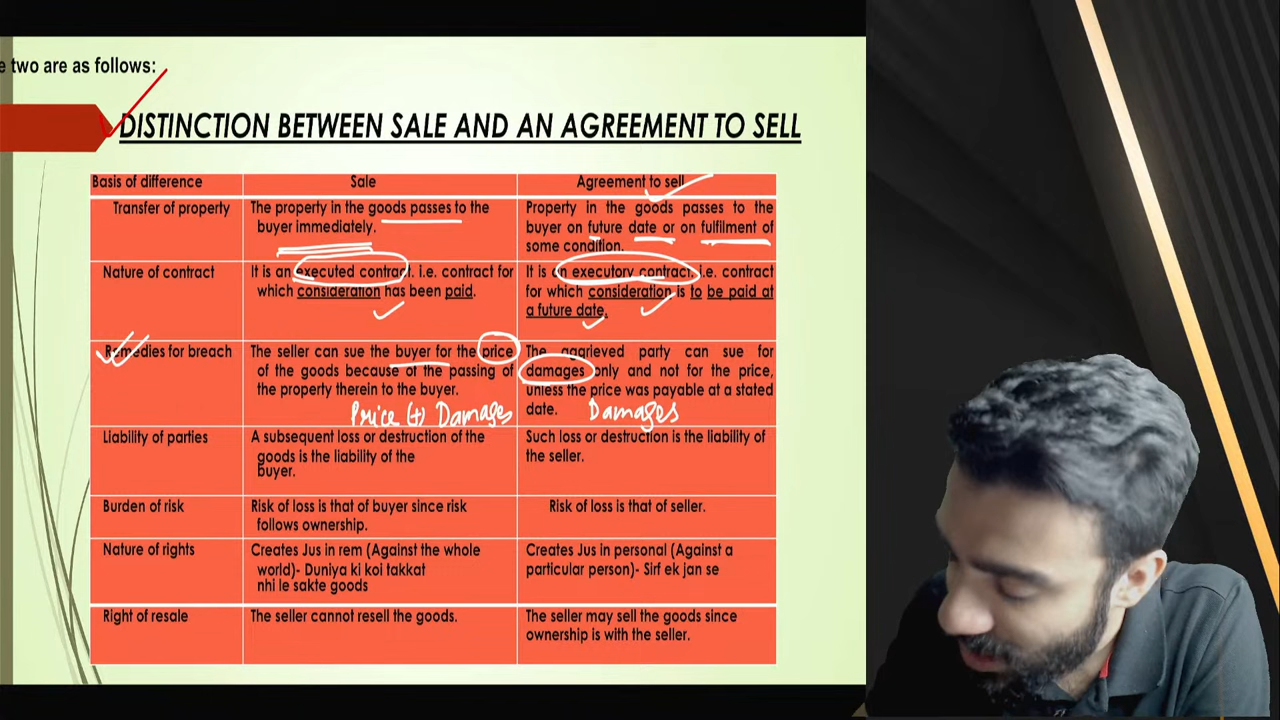 e two are as follows:
DISTINCTION BETWEEN SALE AND AN AGREEMENT TO SELL
Basis of difference
Sale
Agreement to sell
Transfer of property
The property in the goods passes to the
buyer immediately.
Property in the goods passes to the
buyer on future date or on fulfilment of
some condition.
Nature of contract
It is an executed contract. i.e. contract for
which consideration has been paid.
It is an executory contract. i.e. contract
for which consideration is to be paid at
a future date.
Remedies for breach
The seller can sue the buyer for the price
of the goods because of the passing of
the property therein to the buyer.
Price (+) Damages
The aggrieved party can sue for
damages only and not for the price,
unless the price was payable at a stated
date.
Damages
Liability of parties
A subsequent loss or destruction of the
goods is the liability of the
buyer.
Such loss or destruction is the liability of
the seller.
Burden of risk
Risk of loss is that of buyer since risk
follows ownership.
Risk of loss is that of seller.
Nature of rights
Creates Jus in rem (Against the whole
world)- Duniya ki koi takkat
nhi le sakte goods
Creates Jus in personal (Against a
particular person)- Sirf ek jan se
Right of resale
The seller cannot resell the goods.
The seller may sell the goods since
ownership is with the seller.